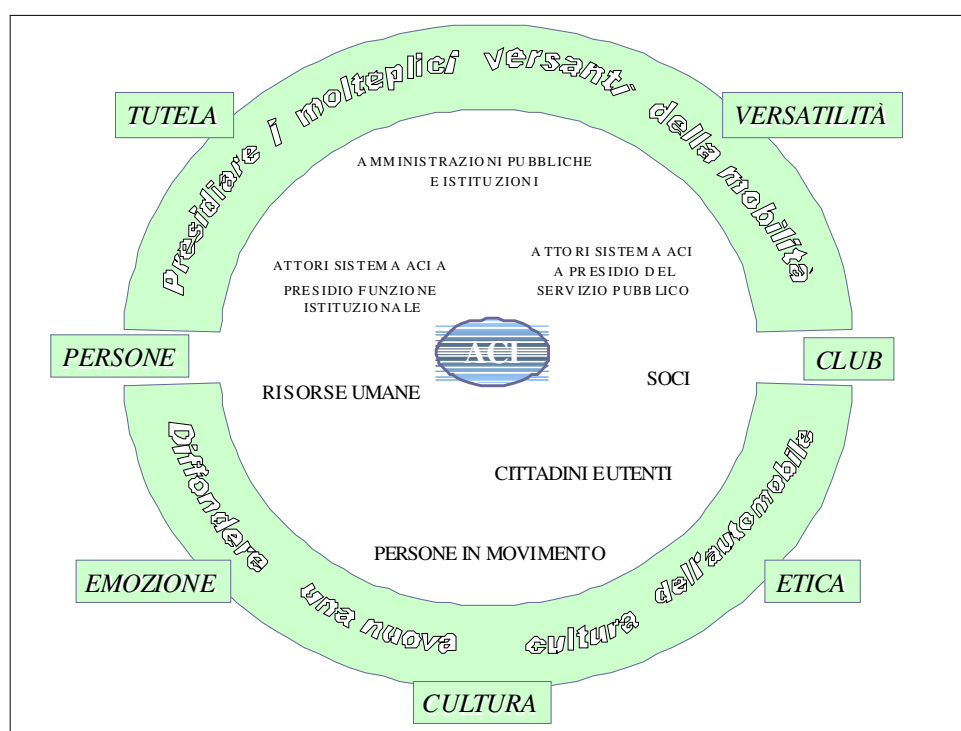 Presidiare i molteplici versanti della mobilità
TUTELA
VERSATILITÀ
AMMINISTRAZIONI PUBBLICHE
E ISTITUZIONI
ATTORI SISTEMA ACI A
PRESIDIO FUNZIONE
ISTITUZIONALE
ATTORI SISTEMA ACI
A PRESIDIO DEL
SERVIZIO PUBBLICO
PERSONE
ACI
CLUB
RISORSE UMANE
SOCI
CITTADINI E UTENTI
PERSONE IN MOVIMENTO
EMOZIONE
ETICA
Diffondere una nuova cultura dell'automobile
CULTURA